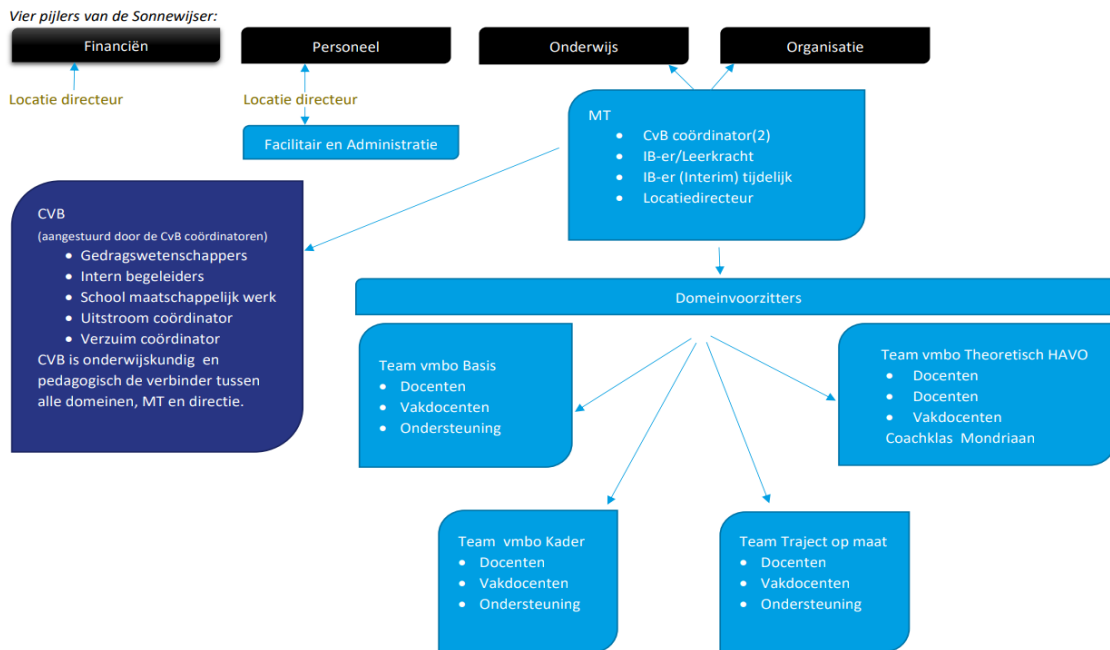 Vier pijlers van de Sonnewijser:
Financiën
Personeel
Onderwijs
Organisatie
Locatie directeur
Locatie directeur
Facilitair en Administratie
MT
• CvB coördinator(2)
• IB-er/Leerkracht
• IB-er (Interim) tijdelijk
• Locatiedirecteur
CVB
(aangestuurd door de CvB coördinatoren)
• Gedragswetenschappers
• Intern begeleiders
• School maatschappelijk werk
• Uitstroom coördinator
• Verzuim coördinator
CVB is onderwijskundig en
pedagogisch de verbinder tussen
alle domeinen, MT en directie.
Domeinvoorzitters
Team vmbo Basis
• Docenten
• Vakdocenten
• Ondersteuning
Team vmbo Theoretisch HAVO
• Docenten
• Docenten
• Vakdocenten
Coachklas Mondriaan
Team vmbo Kader
• Docenten
• Vakdocenten
• Ondersteuning
Team Traject op maat
• Docenten
• Vakdocenten
• Ondersteuning